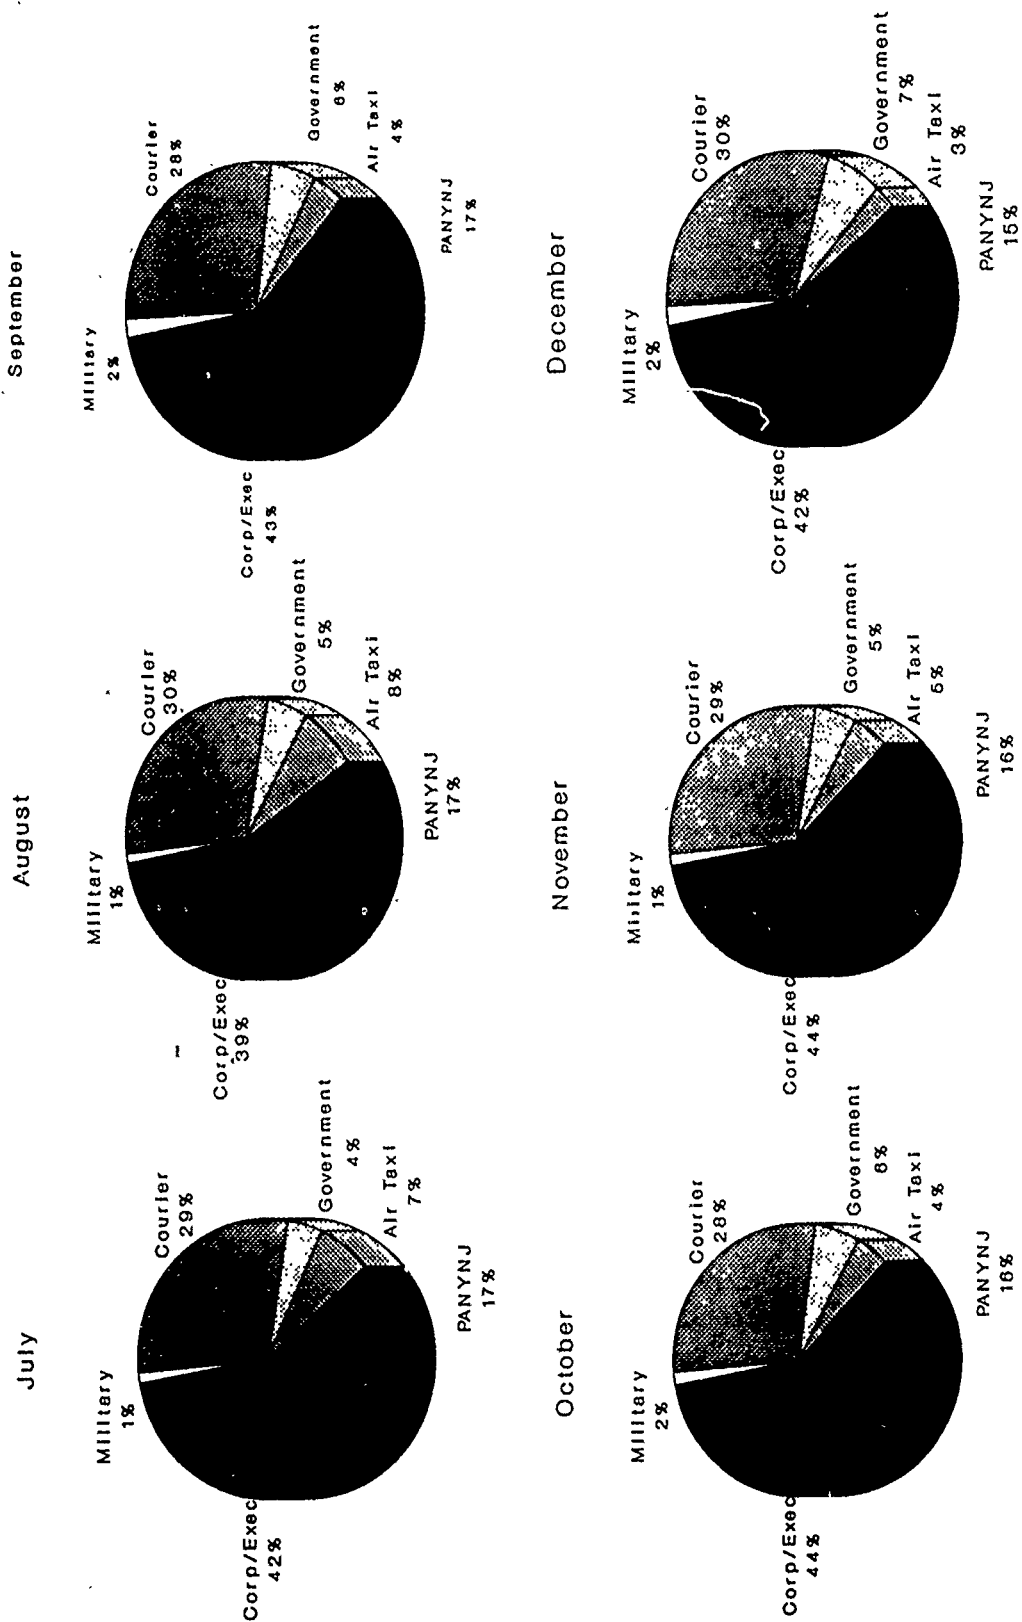 July
Military
1%
Courier
29%
Government
4%
Air Taxi
7%
PANYNJ
17%
Corp/Exec
42%
August
Military
1%
Courier
30%
Government
5%
Air Taxi
8%
PANYNJ
17%
Corp/Exec
39%
September
Military
2%
Courier
28%
Government
6%
Air Taxi
4%
PANYNJ
17%
Corp/Exec
43%
October
Military
2%
Courier
28%
Government
6%
Air Taxi
4%
PANYNJ
16%
Corp/Exec
44%
November
Military
1%
Courier
29%
Government
5%
Air Taxi
5%
PANYNJ
16%
Corp/Exec
44%
December
Military
2%
Courier
30%
Government
7%
Air Taxi
3%
PANYNJ
15%
Corp/Exec
42%